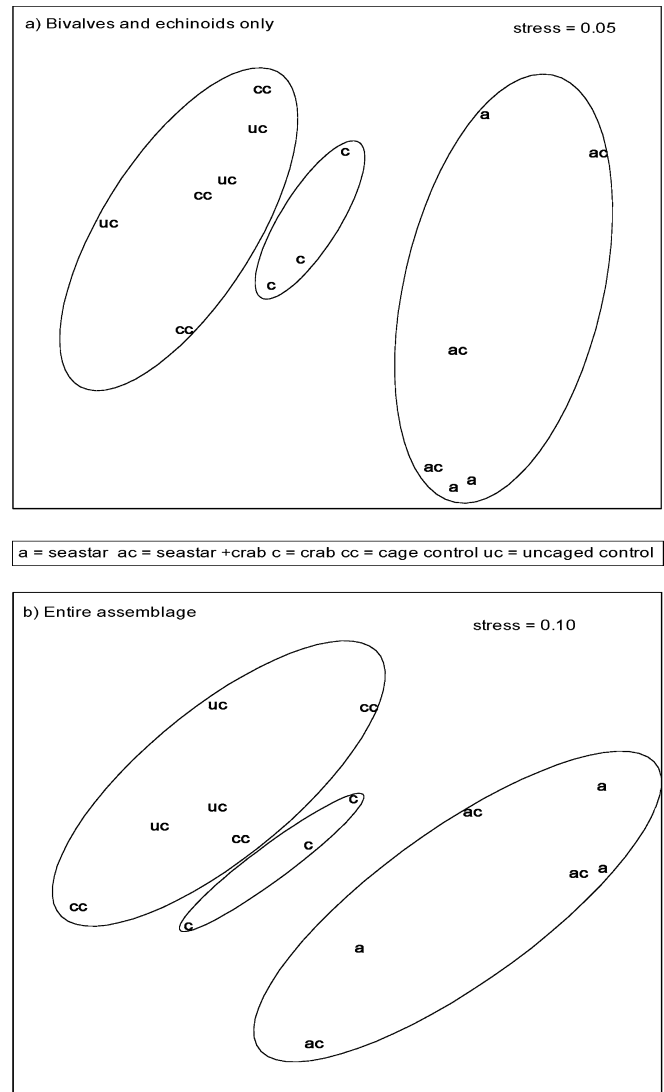 a) Bivalves and echinoids only
stress = 0.05
cc
a
uc
c
ac
uc
cc
uc
c
c
cc
ac
ac
a
a
a = seastar ac = seastar +crab c = crab cc = cage control uc = uncaged control
b) Entire assemblage
stress = 0.10
uc
cc
a
c
uc
ac
uc
cc
c
ac
a
cc
c
a
ac